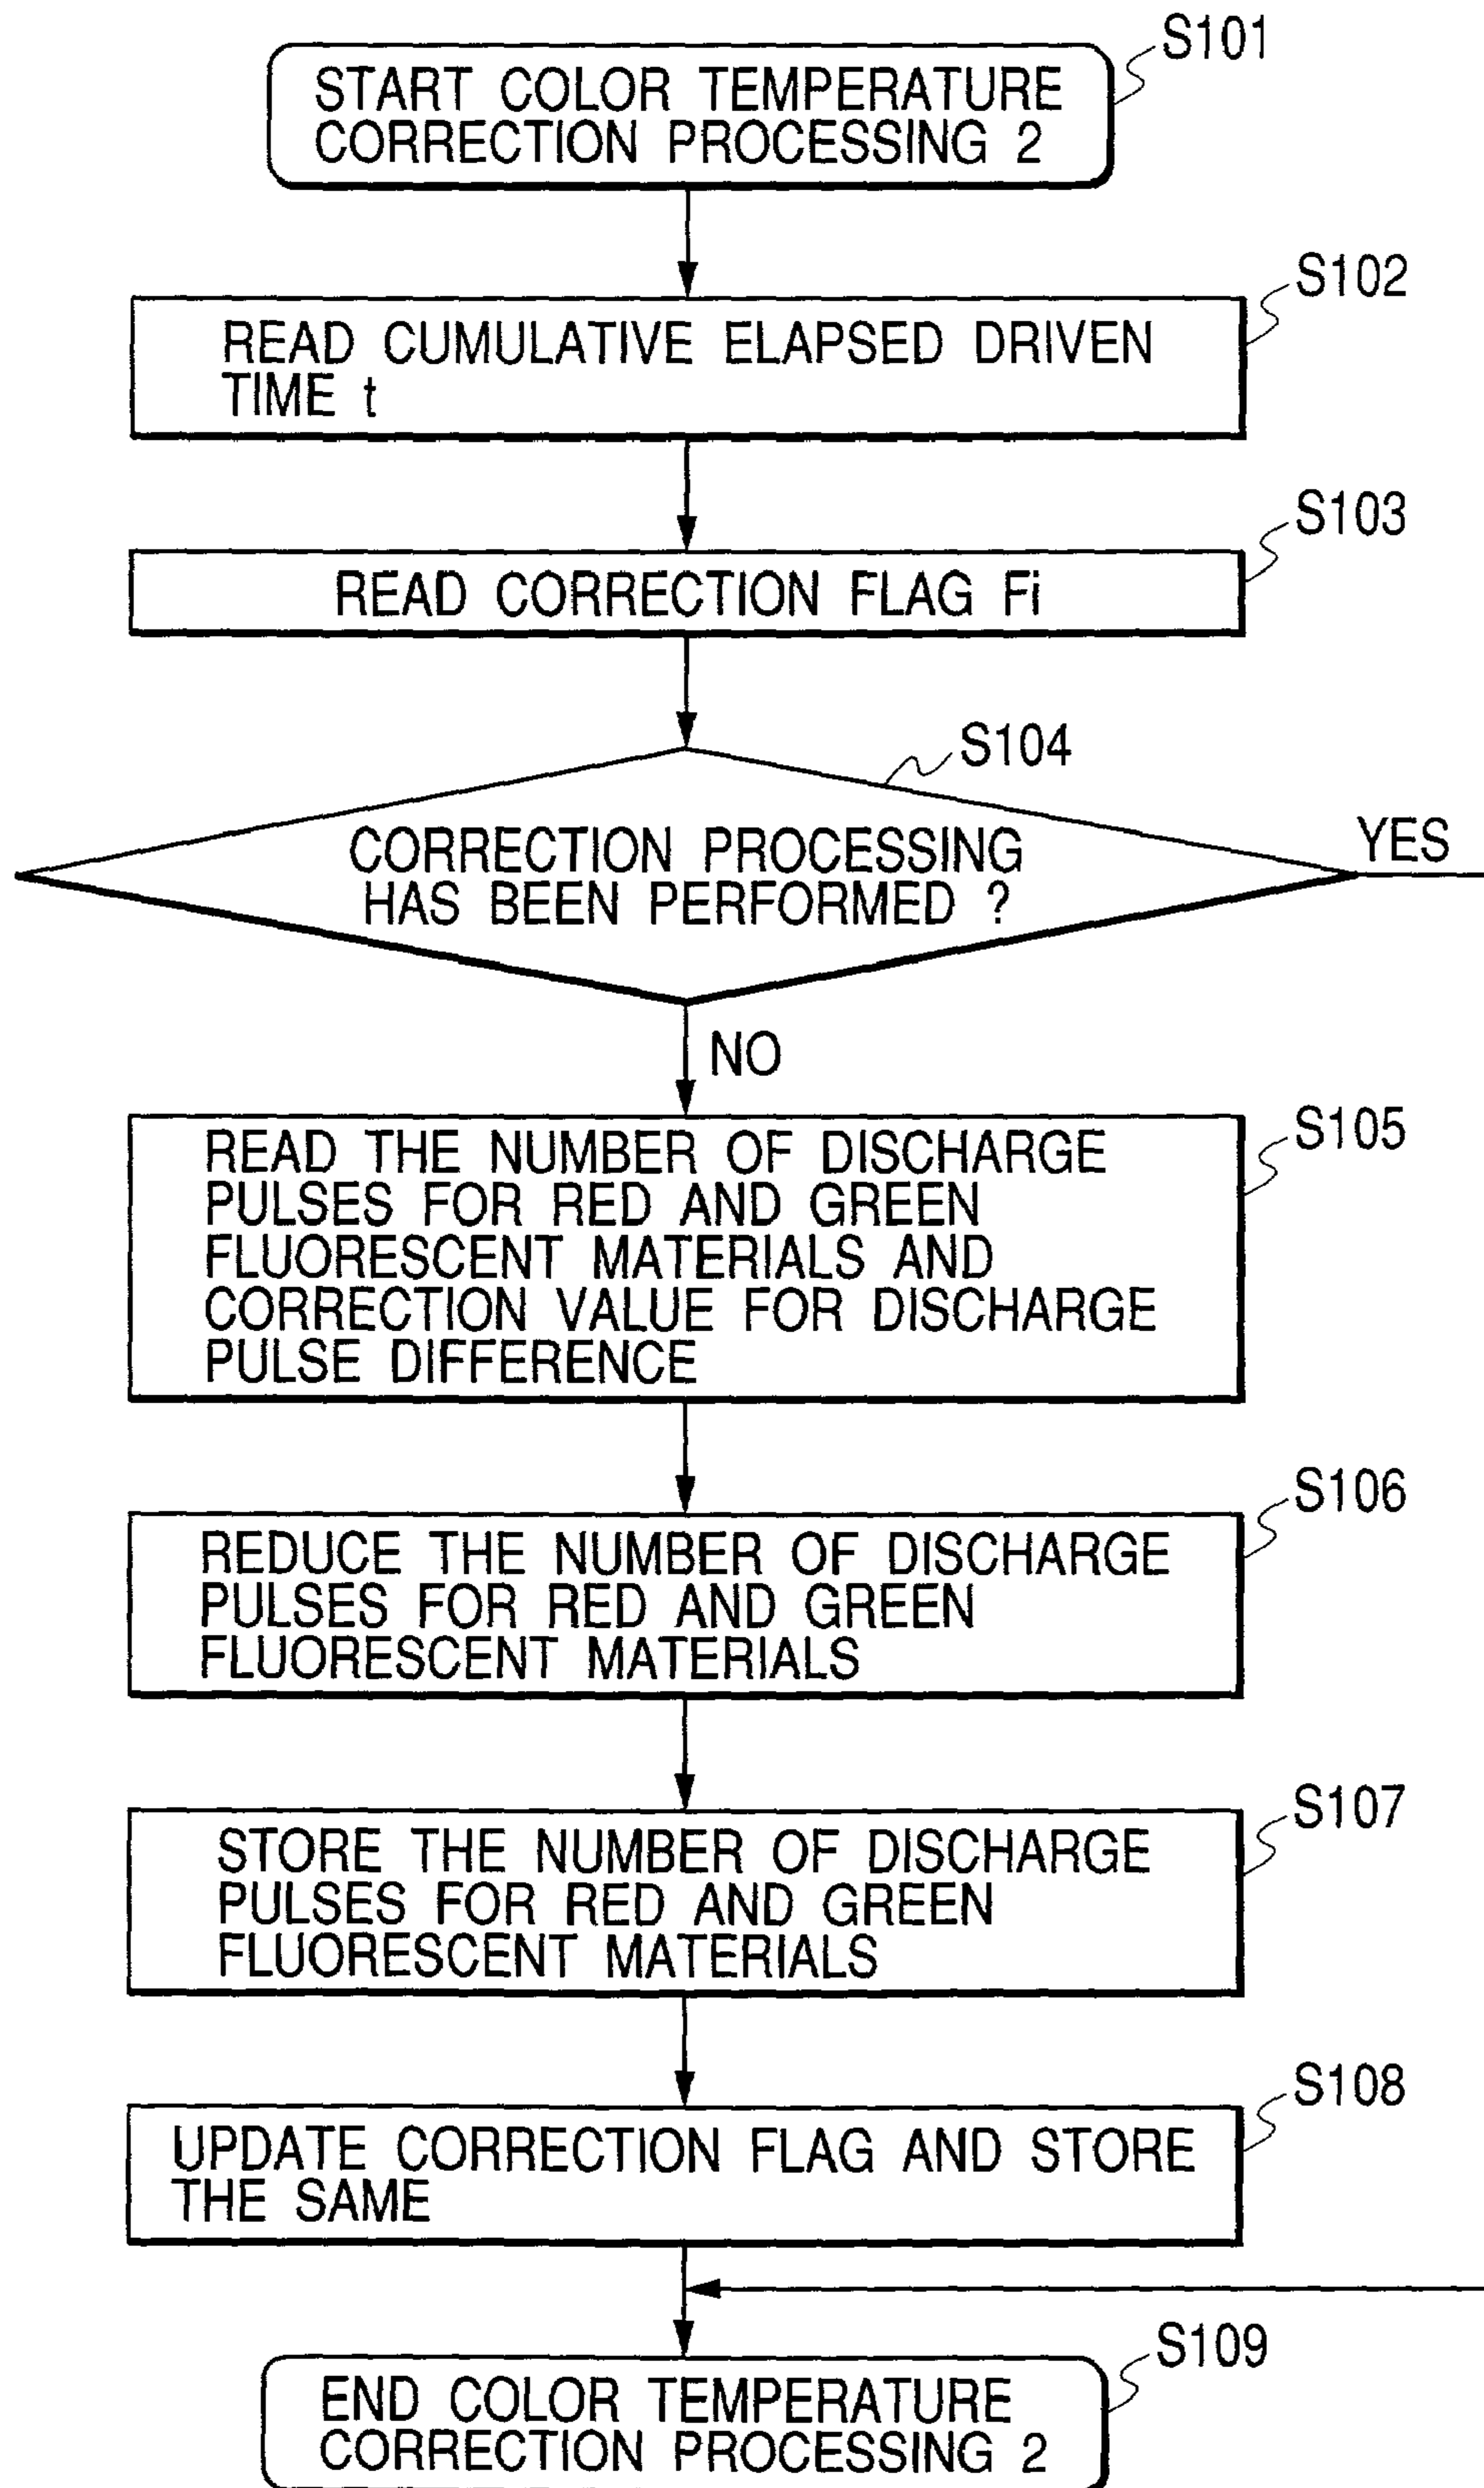 S101
START COLOR TEMPERATURE
CORRECTION PROCESSING 2
S102
READ CUMULATIVE ELAPSED DRIVEN
TIME t
S103
READ CORRECTION FLAG Fi
S104
CORRECTION PROCESSING
HAS BEEN PERFORMED ?
YES
NO
S105
READ THE NUMBER OF DISCHARGE
PULSES FOR RED AND GREEN
FLUORESCENT MATERIALS AND
CORRECTION VALUE FOR DISCHARGE
PULSE DIFFERENCE
S106
REDUCE THE NUMBER OF DISCHARGE
PULSES FOR RED AND GREEN
FLUORESCENT MATERIALS
S107
STORE THE NUMBER OF DISCHARGE
PULSES FOR RED AND GREEN
FLUORESCENT MATERIALS
S108
UPDATE CORRECTION FLAG AND STORE
THE SAME
S109
END COLOR TEMPERATURE
CORRECTION PROCESSING 2